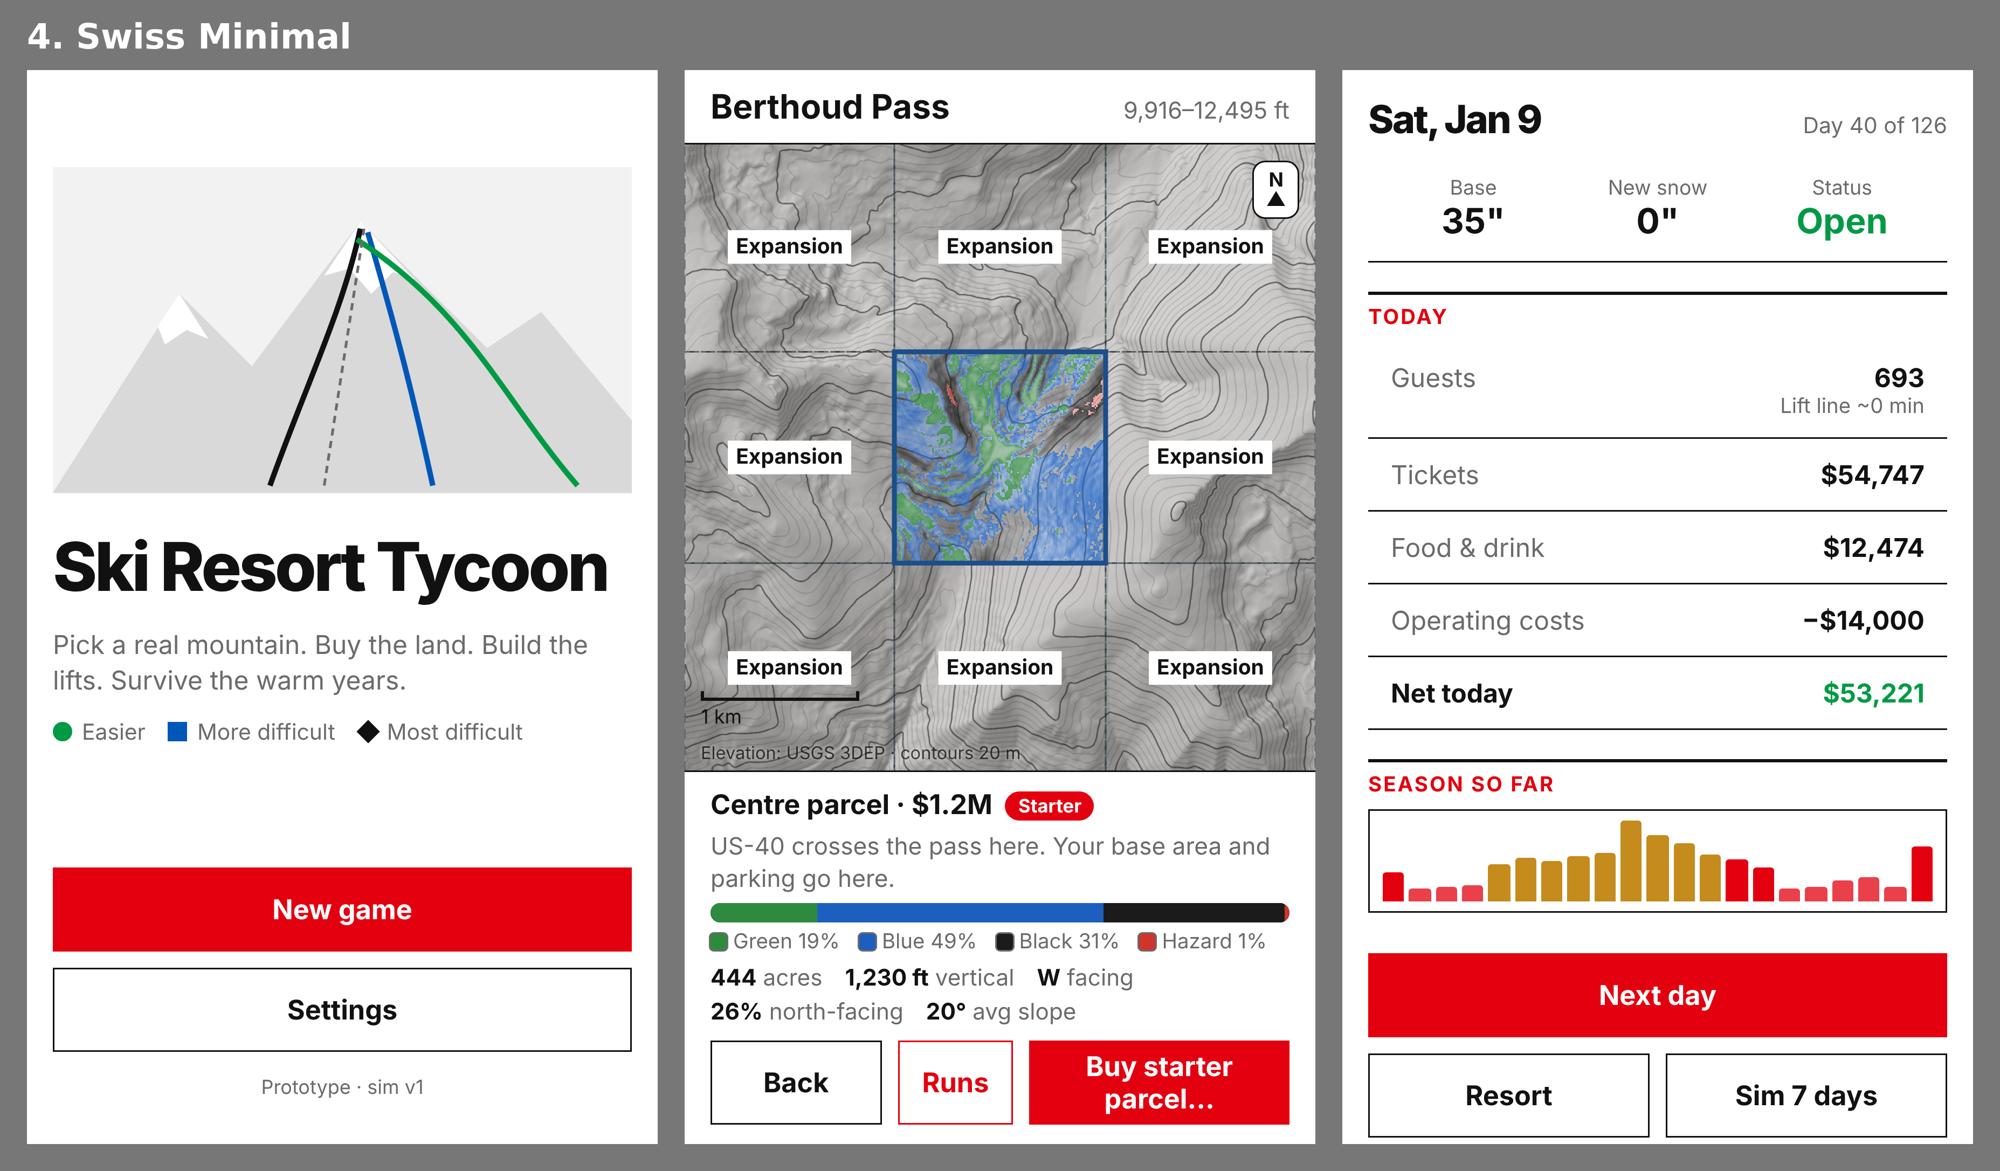 4. Swiss Minimal
Ski Resort Tycoon
Pick a real mountain. Buy the land. Build the
lifts. Survive the warm years.
Easier More difficult Most difficult
New game
Settings
Prototype · sim v1
Berthoud Pass 9,916–12,495 ft
N
Expansion Expansion Expansion
Expansion Expansion
Expansion Expansion Expansion
1 km
Elevation: USGS 3DEP · contours 20 m
Centre parcel · $1.2M Starter
US-40 crosses the pass here. Your base area and
parking go here.
Green 19% Blue 49% Black 31% Hazard 1%
444 acres 1,230 ft vertical W facing
26% north-facing 20° avg slope
Back Runs Buy starter
parcel...
Sat, Jan 9 Day 40 of 126
Base New snow Status
35" 0" Open
TODAY
Guests 693
Lift line ~0 min
Tickets $54,747
Food & drink $12,474
Operating costs −$14,000
Net today $53,221
SEASON SO FAR
Next day
Resort Sim 7 days